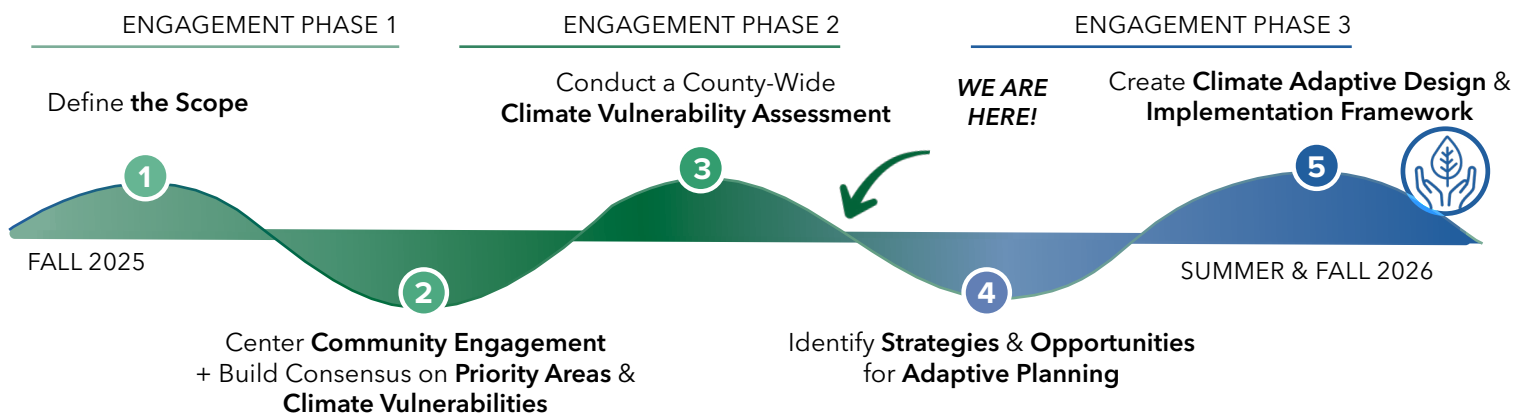 ENGAGEMENT PHASE 1
ENGAGEMENT PHASE 2
ENGAGEMENT PHASE 3
Define the Scope
Conduct a County-Wide
Climate Vulnerability Assessment
WE ARE
HERE!
Create Climate Adaptive Design &
Implementation Framework
1
3
5
FALL 2025
SUMMER & FALL 2026
2
4
Center Community Engagement
+ Build Consensus on Priority Areas &
Climate Vulnerabilities
Identify Strategies & Opportunities
for Adaptive Planning